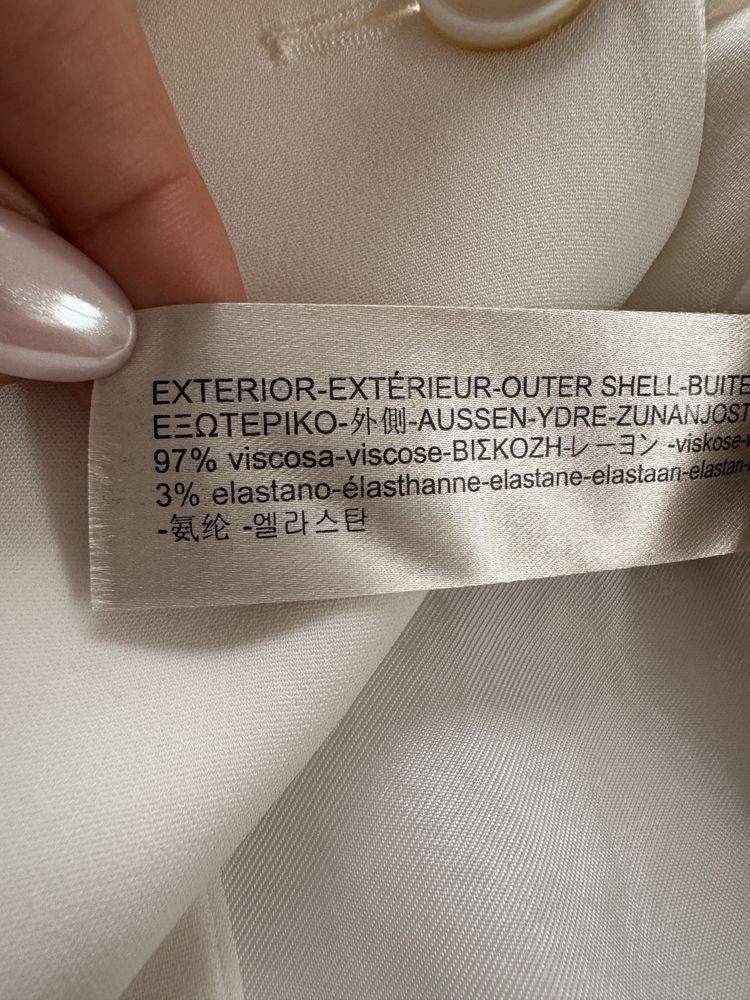 EXTERIOR-EXTÉRIEUR-OUTER SHELL-BUITE
ΕΞΩΤΕΡΙΚΟ-外側-AUSSEN-YDRE-ZUNANJOST
97% viscosa-viscose-ΒΙΣΚΟΖΗ-レーヨン -viskose-
3% elastano-élasthanne-elastane-elastaan-elastan-
-氨纶 -엘라스탄